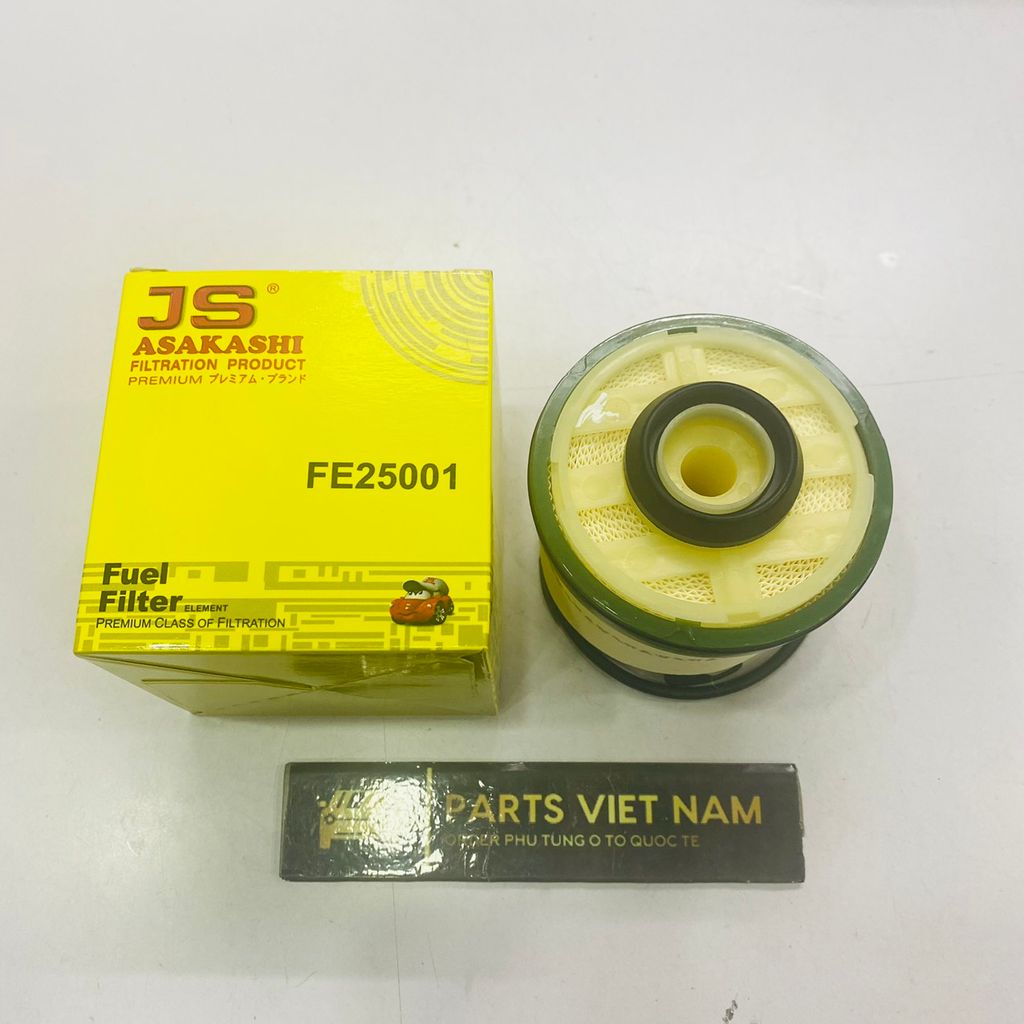 JS ®
ASAKASHI
FILTRATION PRODUCT
PREMIUM プレミアム・ブランド
FE25001
Fuel
Filter ELEMENT
PREMIUM CLASS OF FILTRATION
PARTS VIET NAM
ORDER PHU TUNG O TO QUOC TE